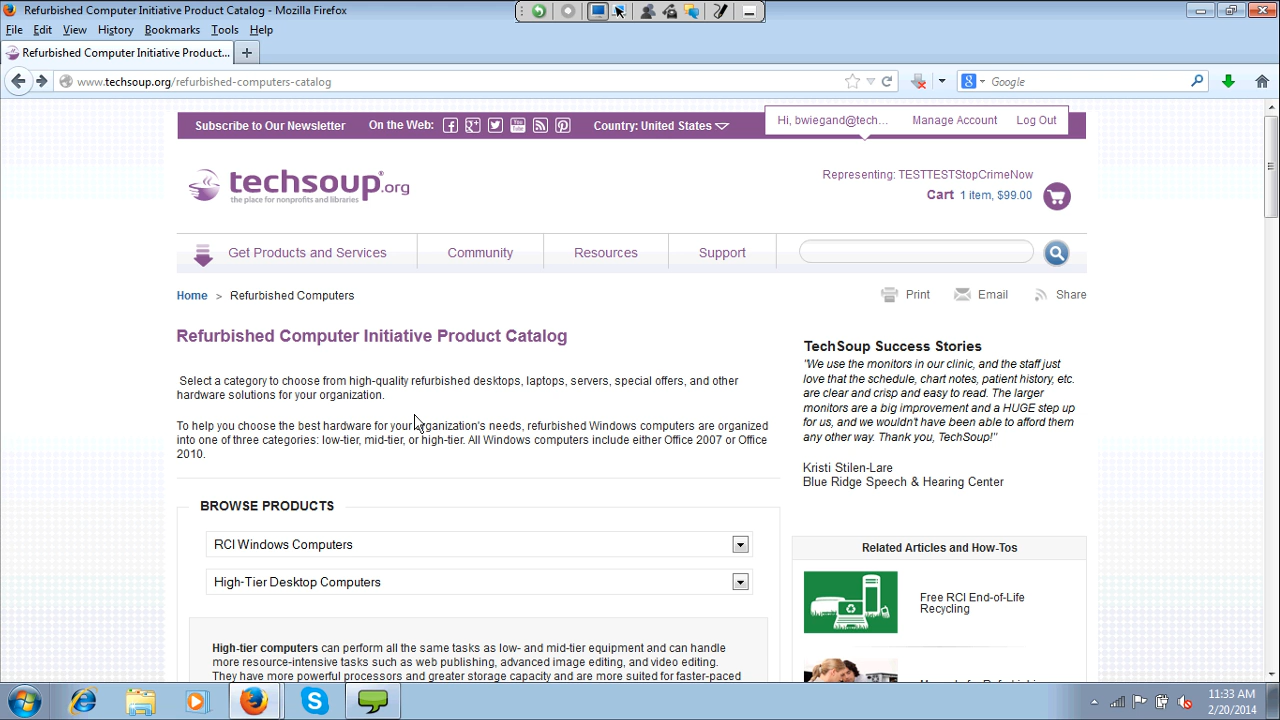 Refurbished Computer Initiative Product Catalog - Mozilla Firefox
File Edit View History Bookmarks Tools Help
Refurbished Computer Initiative Product... +
www.techsoup.org/refurbished-computers-catalog
Google
Subscribe to Our Newsletter On the Web: Country: United States
Hi, bwiegand@tech... Manage Account Log Out
techsoup.org
the place for nonprofits and libraries
Representing: TESTTESTStopCrimeNow
Cart 1 item, $99.00
Get Products and Services Community Resources Support
Home > Refurbished Computers
Print Email Share
Refurbished Computer Initiative Product Catalog
Select a category to choose from high-quality refurbished desktops, laptops, servers, special offers, and other
hardware solutions for your organization.
To help you choose the best hardware for your organization's needs, refurbished Windows computers are organized
into one of three categories: low-tier, mid-tier, or high-tier. All Windows computers include either Office 2007 or Office
2010.
BROWSE PRODUCTS
RCI Windows Computers
High-Tier Desktop Computers
High-tier computers can perform all the same tasks as low- and mid-tier equipment and can handle
more resource-intensive tasks such as web publishing, advanced image editing, and video editing.
They have more powerful processors and greater storage capacity and are more suited for faster-paced
TechSoup Success Stories
"We use the monitors in our clinic, and the staff just
love that the schedule, chart notes, patient history, etc.
are clear and crisp and easy to read. The larger
monitors are a big improvement and a HUGE step up
for us, and we wouldn't have been able to afford them
any other way. Thank you, TechSoup!"
Kristi Stilen-Lare
Blue Ridge Speech & Hearing Center
Related Articles and How-Tos
Free RCI End-of-Life
Recycling
11:33 AM
2/20/2014